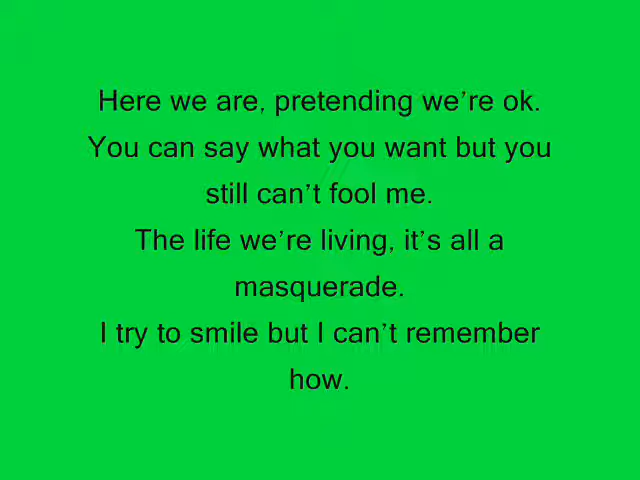 Here we are, pretending we’re ok.
You can say what you want but you
still can’t fool me.
The life we’re living, it’s all a
masquerade.
I try to smile but I can’t remember
how.